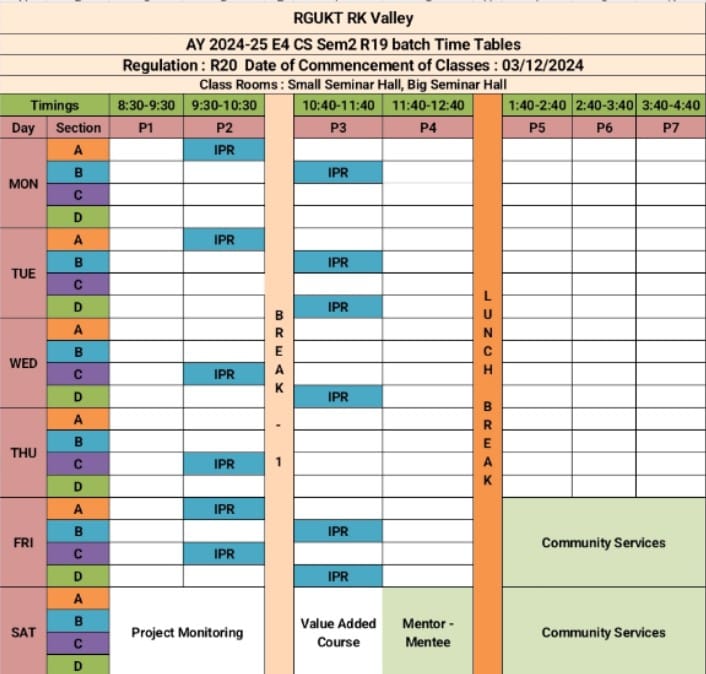 RGUKT RK Valley
AY 2024-25 E4 CS Sem2 R19 batch Time Tables
Regulation : R20 Date of Commencement of Classes : 03/12/2024
Class Rooms : Small Seminar Hall, Big Seminar Hall
Timings 8:30-9:30 9:30-10:30 10:40-11:40 11:40-12:40 1:40-2:40 2:40-3:40 3:40-4:40
Day Section P1 P2 P3 P4 P5 P6 P7
BREAK - 1
LUNCH BREAK
MON
A IPR
B IPR
C
D
TUE
A IPR
B IPR
C
D IPR
WED
A
B
C IPR
D IPR
THU
A
B
C IPR
D
FRI
A IPR
B IPR
C IPR
D IPR
Community Services
SAT
A
B
C
D
Project Monitoring
Value Added
Course
Mentor -
Mentee
Community Services